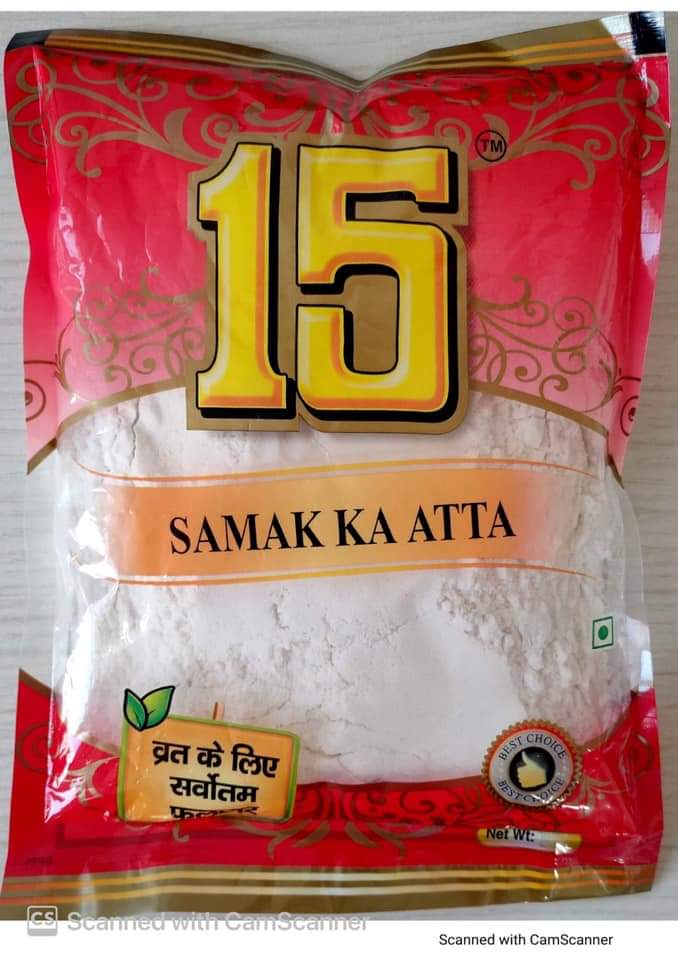 15
TM
SAMAK KA ATTA
व्रत के लिए
सर्वोतम
BEST CHOICE
BEST CHOICE
Net Wt:
CS Scanned with CamScanner
Scanned with CamScanner